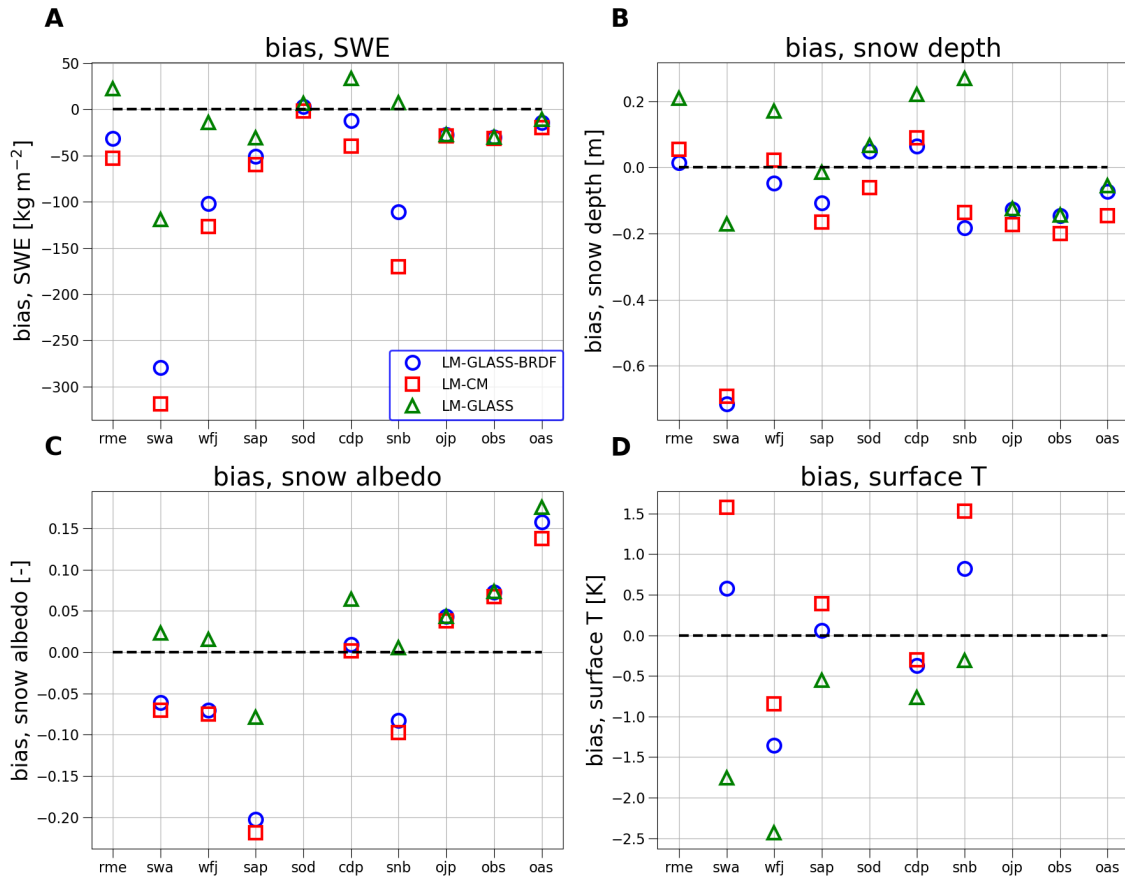 A
bias, SWE
bias, SWE [kg m⁻²]
50
0
−50
−100
−150
−200
−250
−300
LM-GLASS-BRDF
LM-CM
LM-GLASS
rme swa wfj sap sod cdp snb ojp obs oas
B
bias, snow depth
bias, snow depth [m]
0.2
0.0
−0.2
−0.4
−0.6
rme swa wfj sap sod cdp snb ojp obs oas
C
bias, snow albedo
bias, snow albedo [-]
0.15
0.10
0.05
0.00
−0.05
−0.10
−0.15
−0.20
rme swa wfj sap sod cdp snb ojp obs oas
D
bias, surface T
bias, surface T [K]
1.5
1.0
0.5
0.0
−0.5
−1.0
−1.5
−2.0
−2.5
rme swa wfj sap sod cdp snb ojp obs oas